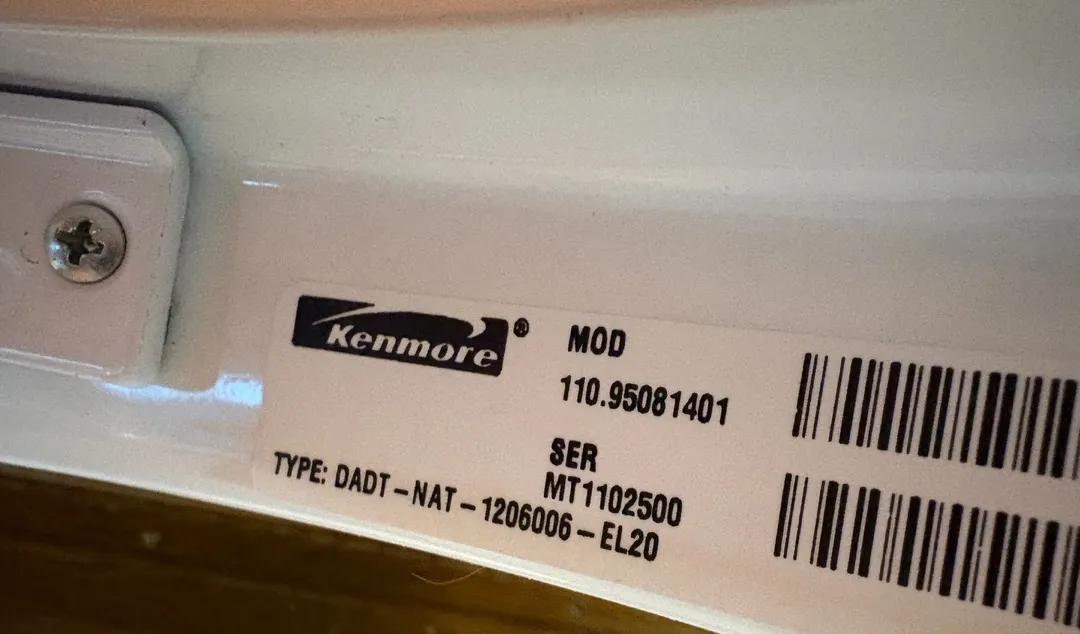 Kenmore®
MOD
110.95081401
SER
MT1102500
TYPE: DADT-NAT-1206006-EL20